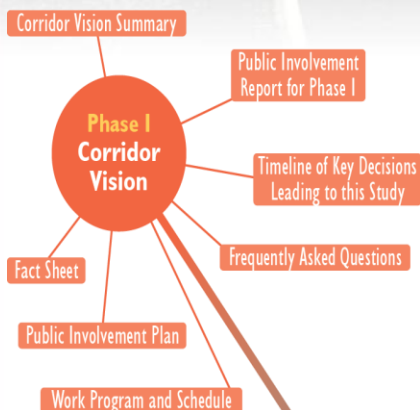 Corridor Vision Summary
Public Involvement
Report for Phase I
Phase I
Corridor
Vision
Timeline of Key Decisions
Leading to this Study
Frequently Asked Questions
Fact Sheet
Public Involvement Plan
Work Program and Schedule